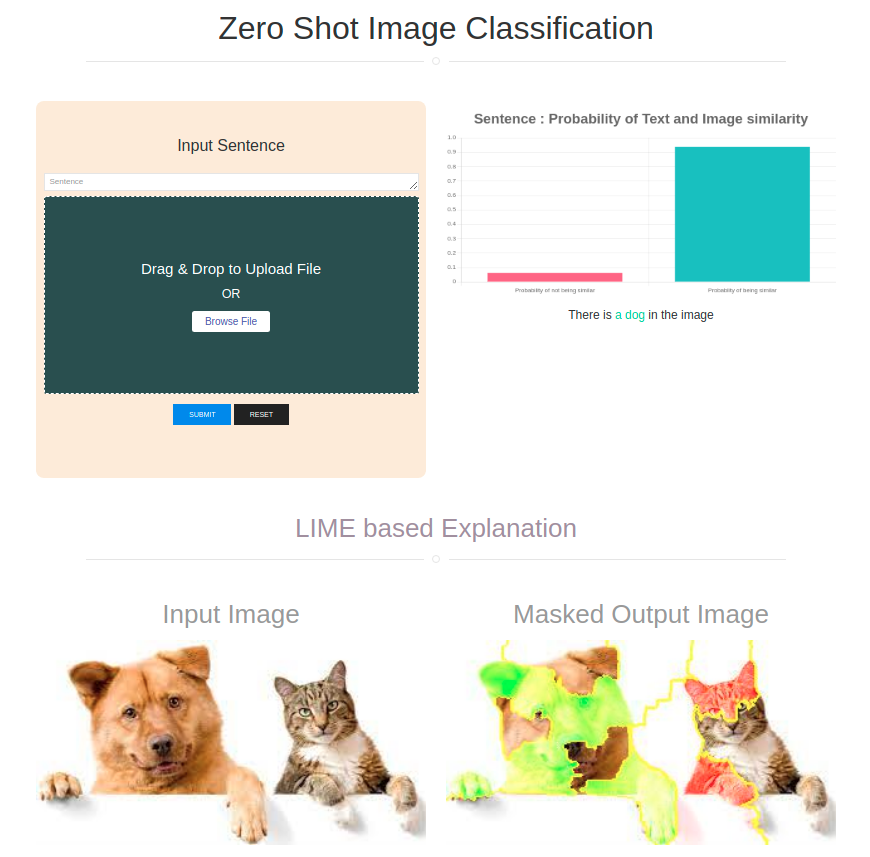 Zero Shot Image Classification
Input Sentence
Sentence
Drag & Drop to Upload File
OR
Browse File
SUBMIT RESET
Sentence : Probability of Text and Image similarity
1.0
0.9
0.8
0.7
0.6
0.5
0.4
0.3
0.2
0.1
0
Probability of not being similar Probability of being similar
There is a dog in the image
LIME based Explanation
Input Image Masked Output Image